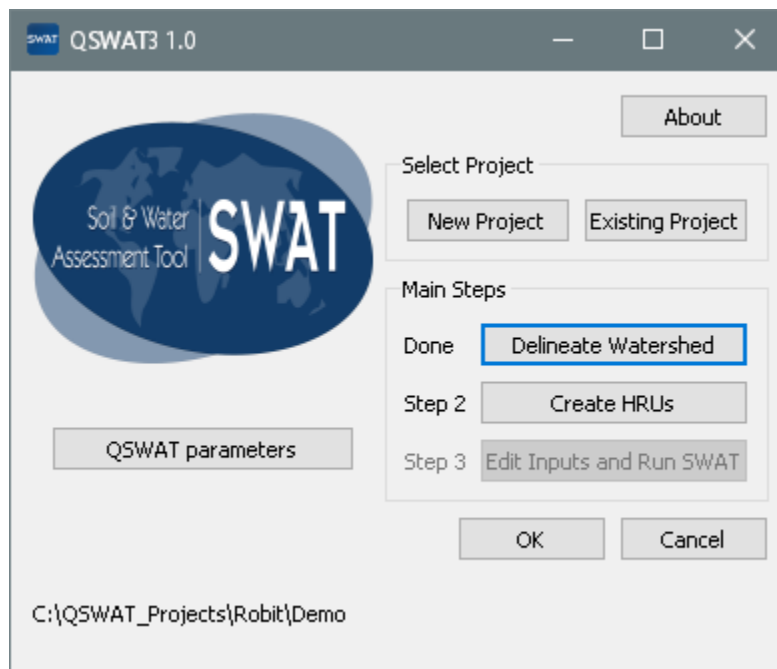 SWAT QSWAT3 1.0
About
Select Project
New Project Existing Project
Soil & Water
Assessment Tool
SWAT
Main Steps
Done Delineate Watershed
Step 2 Create HRUs
QSWAT parameters
Step 3 Edit Inputs and Run SWAT
OK Cancel
C:\QSWAT_Projects\Robit\Demo